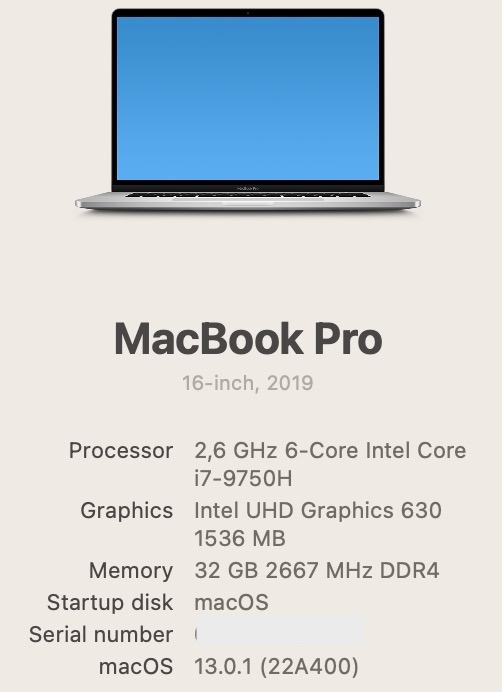 MacBook Pro
16-inch, 2019
Processor 2,6 GHz 6-Core Intel Core
i7-9750H
Graphics Intel UHD Graphics 630
1536 MB
Memory 32 GB 2667 MHz DDR4
Startup disk macOS
Serial number
macOS 13.0.1 (22A400)